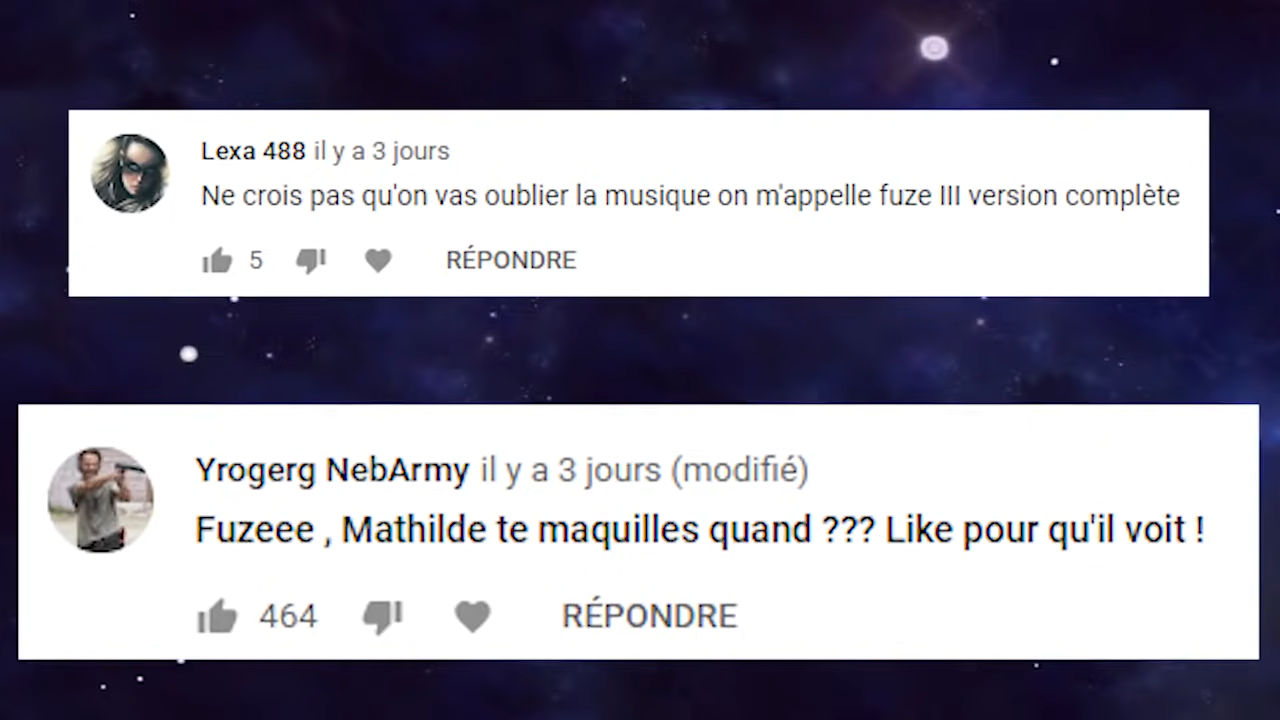 Lexa 488 il y a 3 jours
Ne crois pas qu'on vas oublier la musique on m'appelle fuze III version complète
5 RÉPONDRE
Yrogerg NebArmy il y a 3 jours (modifié)
Fuzeee , Mathilde te maquilles quand ??? Like pour qu'il voit !
464 RÉPONDRE